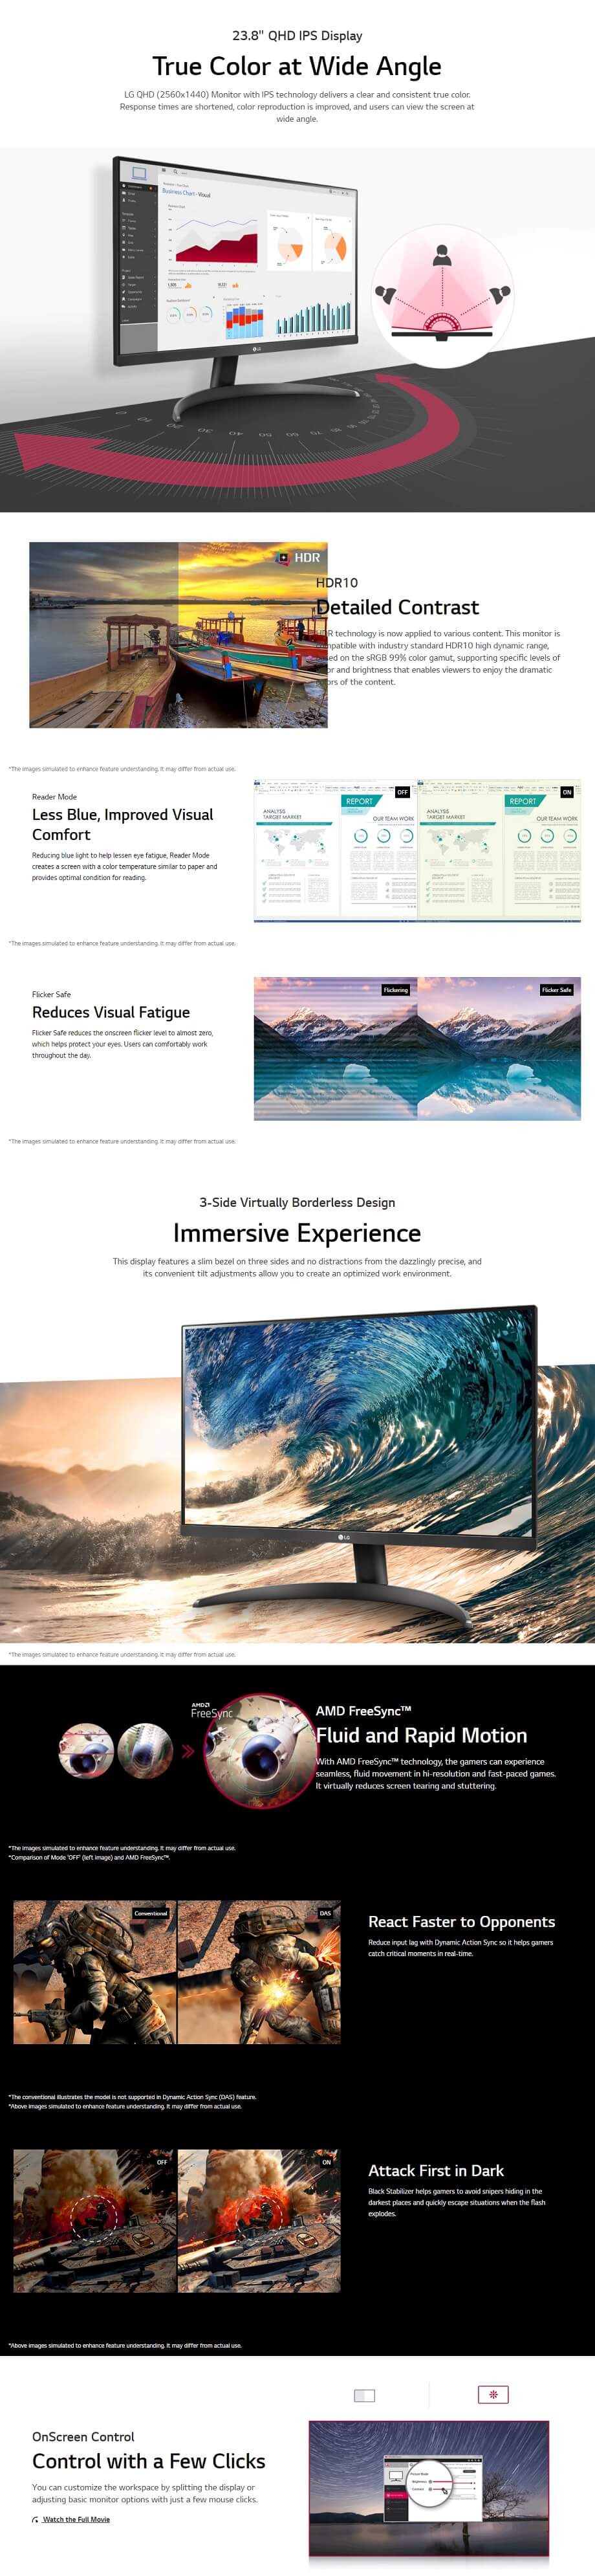 23.8" QHD IPS Display
True Color at Wide Angle
LG QHD (2560x1440) Monitor with IPS technology delivers a clear and consistent true color.
Response times are shortened, color reproduction is improved, and users can view the screen at
wide angle.
Business Chart - Visual
LG
HDR
HDR10
Detailed Contrast
R technology is now applied to various content. This monitor is
patible with industry standard HDR10 high dynamic range,
ed on the sRGB 99% color gamut, supporting specific levels of
or and brightness that enables viewers to enjoy the dramatic
ors of the content.
*The images simulated to enhance feature understanding. It may differ from actual use.
Reader Mode
Less Blue, Improved Visual
Comfort
Reducing blue light to help lessen eye fatigue, Reader Mode
creates a screen with a color temperature similar to paper and
provides optimal condition for reading.
OFF
ON
REPORT
REPORT
ANALYSIS
TARGET MARKET
OUR TEAM WORK
ANALYSIS
TARGET MARKET
OUR TEAM WORK
*The images simulated to enhance feature understanding. It may differ from actual use.
Flicker Safe
Reduces Visual Fatigue
Flicker Safe reduces the onscreen flicker level to almost zero,
which helps protect your eyes. Users can comfortably work
throughout the day.
Flickering
Flicker Safe
*The images simulated to enhance feature understanding. It may differ from actual use.
3-Side Virtually Borderless Design
Immersive Experience
This display features a slim bezel on three sides and no distractions from the dazzlingly precise, and
its convenient tilt adjustments allow you to create an optimized work environment.
LG
*The images simulated to enhance feature understanding. It may differ from actual use.
AMD
FreeSync
AMD FreeSync™
Fluid and Rapid Motion
With AMD FreeSync™ technology, the gamers can experience
seamless, fluid movement in hi-resolution and fast-paced games.
It virtually reduces screen tearing and stuttering.
*The images simulated to enhance feature understanding. It may differ from actual use.
*Comparison of Mode 'OFF' (left image) and AMD FreeSync™.
Conventional
DAS
React Faster to Opponents
Reduce input lag with Dynamic Action Sync so it helps gamers
catch critical moments in real-time.
*The conventional illustrates the model is not supported in Dynamic Action Sync (DAS) feature.
*Above images simulated to enhance feature understanding. It may differ from actual use.
OFF
ON
Attack First in Dark
Black Stabilizer helps gamers to avoid snipers hiding in the
darkest places and quickly escape situations when the flash
explodes.
*Above images simulated to enhance feature understanding. It may differ from actual use.
OnScreen Control
Control with a Few Clicks
You can customize the workspace by splitting the display or
adjusting basic monitor options with just a few mouse clicks.
Watch the Full Movie
Picture Mode
Brightness
Contrast